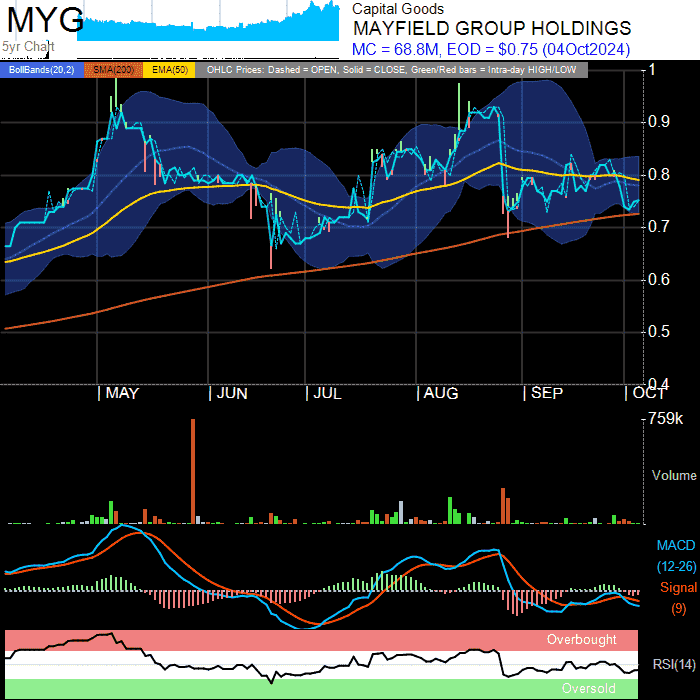 MYG
5yr Chart
Capital Goods
MAYFIELD GROUP HOLDINGS
MC = 68.8M, EOD = $0.75 (04Oct2024)
BollBands(20,2) SMA(200) EMA(50) OHLC Prices: Dashed = OPEN, Solid = CLOSE, Green/Red bars = Intra-day HIGH/LOW
1
0.9
0.8
0.7
0.6
0.5
0.4
MAY JUN JUL AUG SEP OCT
759k
Volume
MACD
(12-26)
Signal
(9)
Overbought
RSI(14)
Oversold